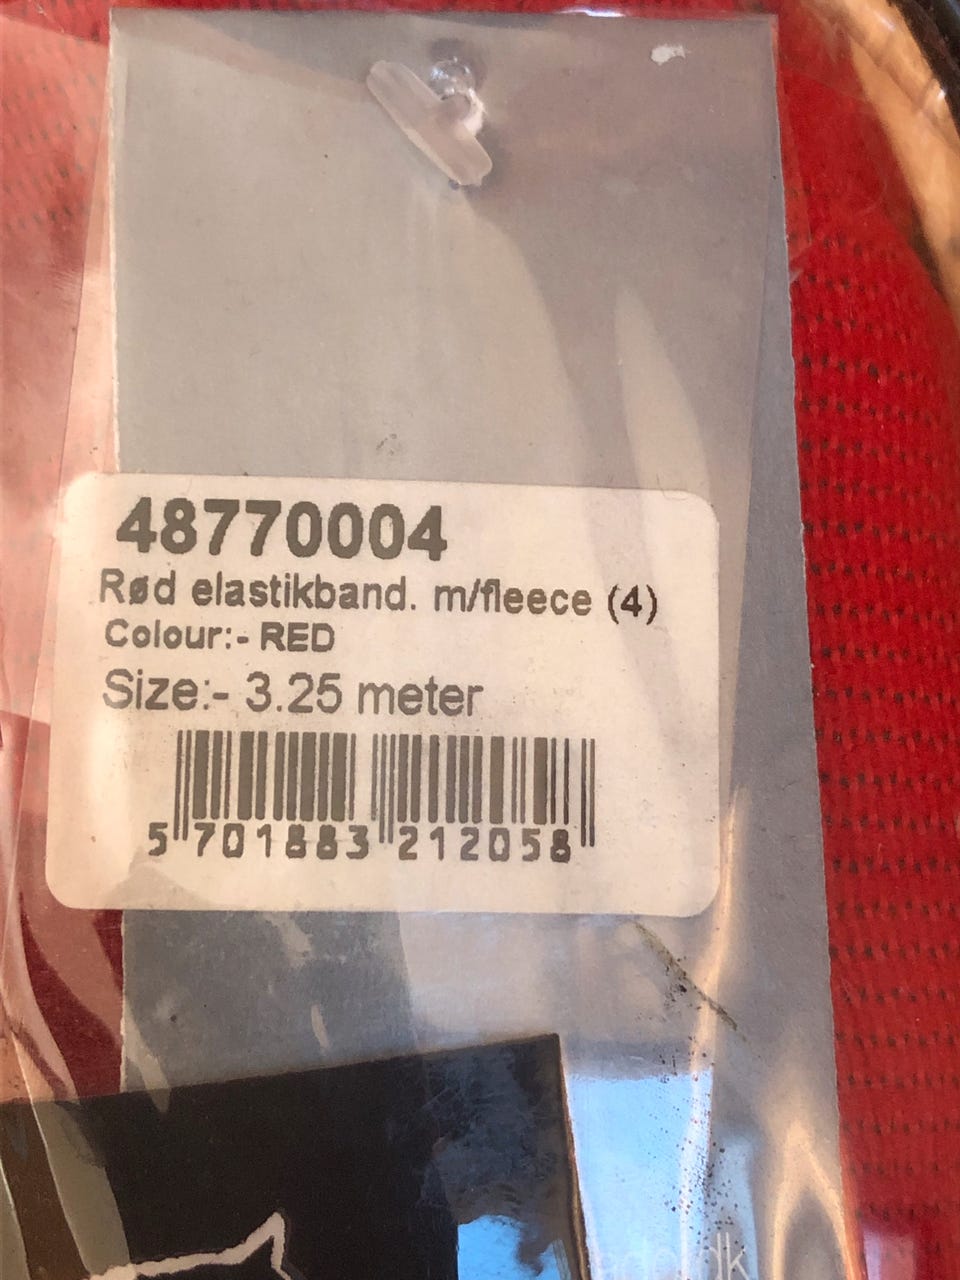 48770004
Rød elastikband. m/fleece (4)
Colour:- RED
Size:- 3.25 meter
5 701883 212058